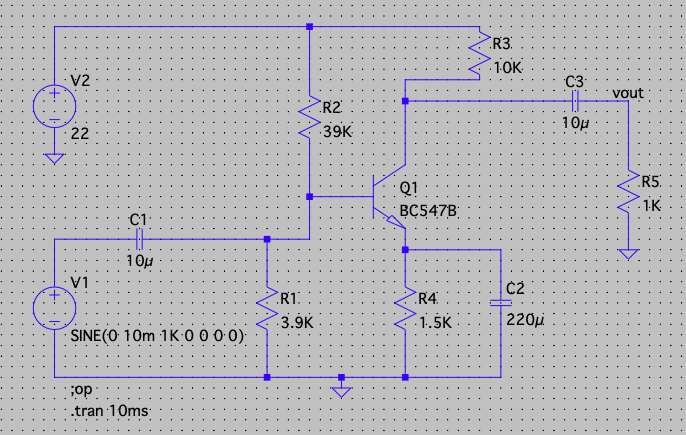 R3
10K
C3
vout
V2
R2
10µ
22
39K
R5
1K
Q1
BC547B
C1
10µ
V1
R1
R4
C2
SINE(0 10m 1K 0 0 0 0)
3.9K
1.5K
220µ
;op
.tran 10ms